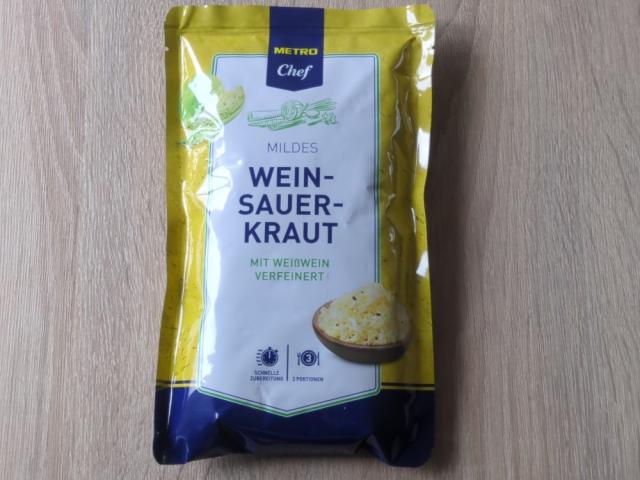 METRO
Chef
MILDES
WEIN-
SAUER-
KRAUT
MIT WEIßWEIN
VERFEINERT
3
SCHNELLE
ZUBEREITUNG
3 PORTIONEN